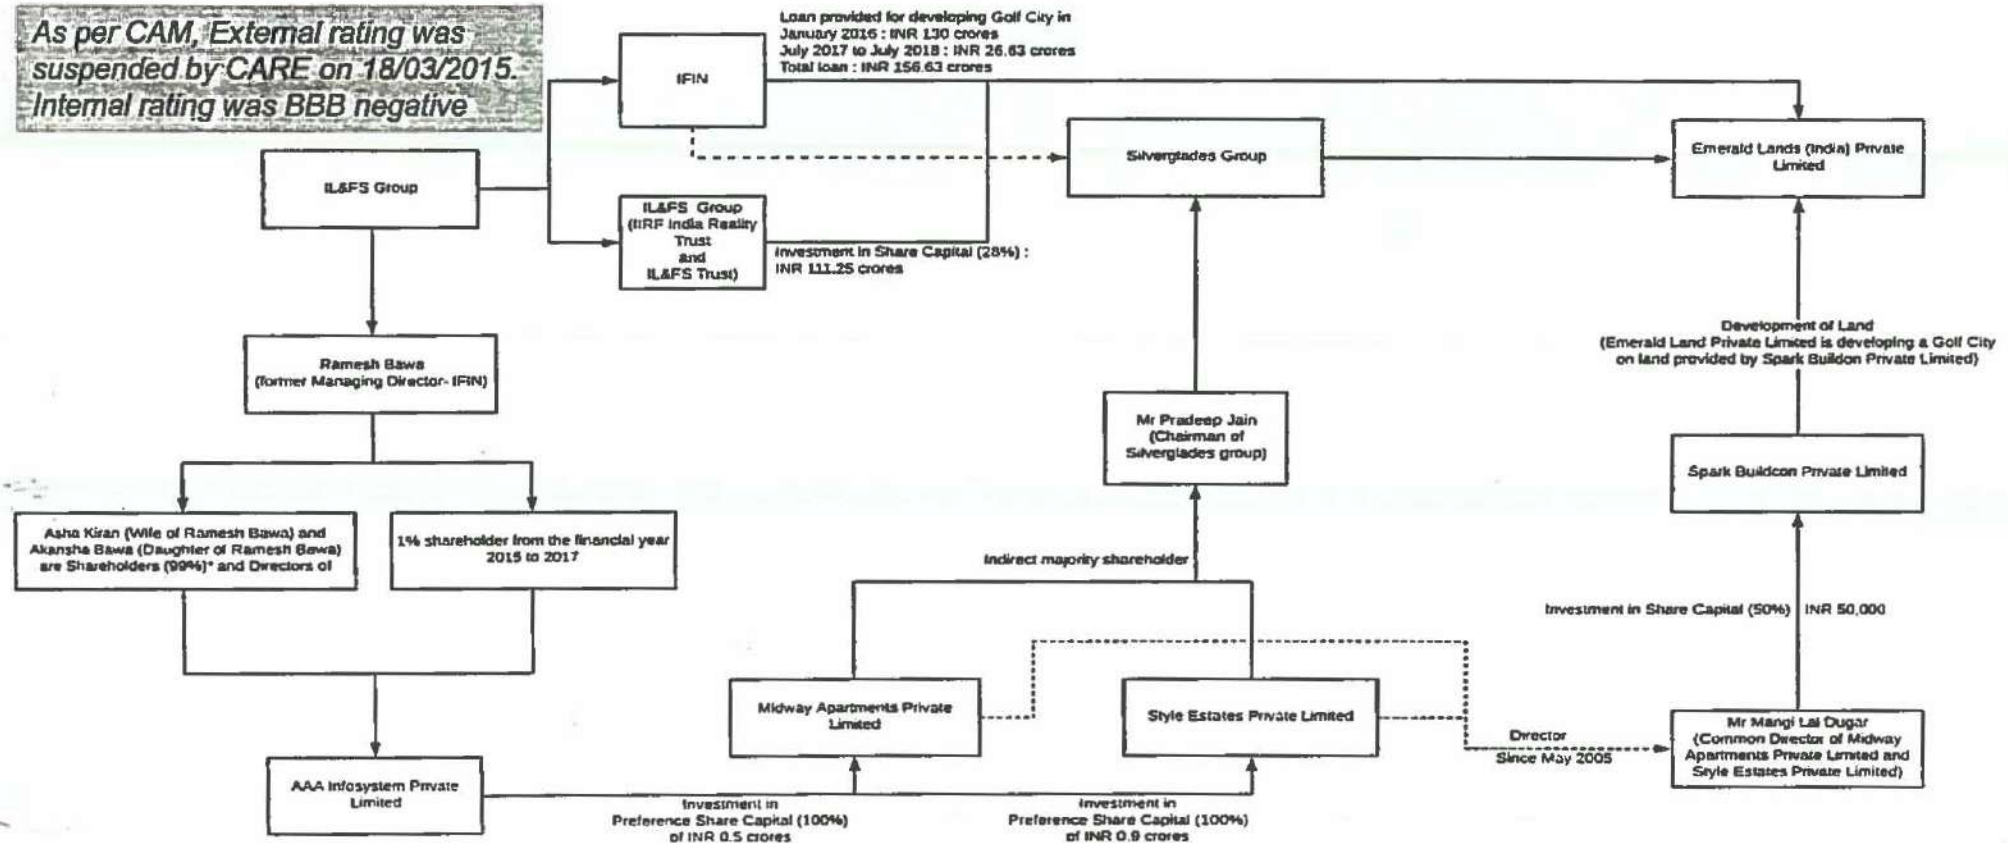 As per CAM, External rating was
suspended by CARE on 18/03/2015.
Internal rating was BBB negative
Loan provided for developing Golf City in
January 2016 : INR 130 crores
July 2017 to July 2018 : INR 26.63 crores
Total loan : INR 156.63 crores
IFIN
Silverglades Group
Emerald Lands (India) Private
Limited
IL&FS Group
IL&FS Group
(IIRF India Reality
Trust
and
IL&FS Trust)
Investment in Share Capital (28%) :
INR 111.25 crores
Ramesh Bawa
(former Managing Director- IFIN)
Development of Land
(Emerald Land Private Limited is developing a Golf City
on land provided by Spark Buildon Private Limited)
Mr Pradeep Jain
(Chairman of
Silverglades group)
Spark Buildcon Private Limited
Asha Kiran (Wife of Ramesh Bawa) and
Akansha Bawa (Daughter of Ramesh Bawa)
are Shareholders (99%)* and Directors of
1% shareholder from the financial year
2015 to 2017
Indirect majority shareholder
Investment in Share Capital (50%) INR 50,000
Midway Apartments Private
Limited
Style Estates Private Limited
Director
Since May 2005
Mr Mangi Lal Dugar
(Common Director of Midway
Apartments Private Limited and
Style Estates Private Limited)
AAA Infosystem Private
Limited
Investment in
Preference Share Capital (100%)
of INR 0.5 crores
Investment in
Preference Share Capital (100%)
of INR 0.9 crores